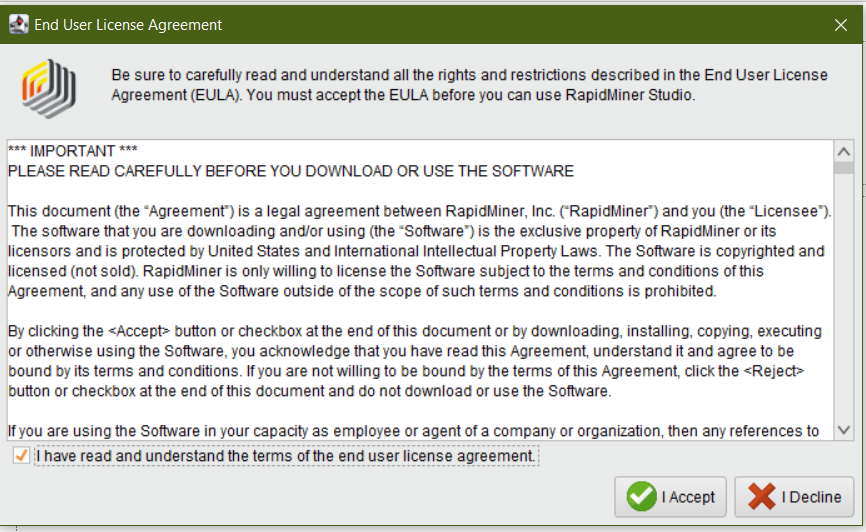 End User License Agreement
Be sure to carefully read and understand all the rights and restrictions described in the End User License
Agreement (EULA). You must accept the EULA before you can use RapidMiner Studio.
*** IMPORTANT ***
PLEASE READ CAREFULLY BEFORE YOU DOWNLOAD OR USE THE SOFTWARE
This document (the “Agreement”) is a legal agreement between RapidMiner, Inc. (“RapidMiner”) and you (the “Licensee”).
The software that you are downloading and/or using (the “Software”) is the exclusive property of RapidMiner or its
licensors and is protected by United States and International Intellectual Property Laws. The Software is copyrighted and
licensed (not sold). RapidMiner is only willing to license the Software subject to the terms and conditions of this
Agreement, and any use of the Software outside of the scope of such terms and conditions is prohibited.
By clicking the <Accept> button or checkbox at the end of this document or by downloading, installing, copying, executing
or otherwise using the Software, you acknowledge that you have read this Agreement, understand it and agree to be
bound by its terms and conditions. If you are not willing to be bound by the terms of this Agreement, click the <Reject>
button or checkbox at the end of this document and do not download or use the Software.
If you are using the Software in your capacity as employee or agent of a company or organization, then any references to
I have read and understand the terms of the end user license agreement.
I Accept
I Decline